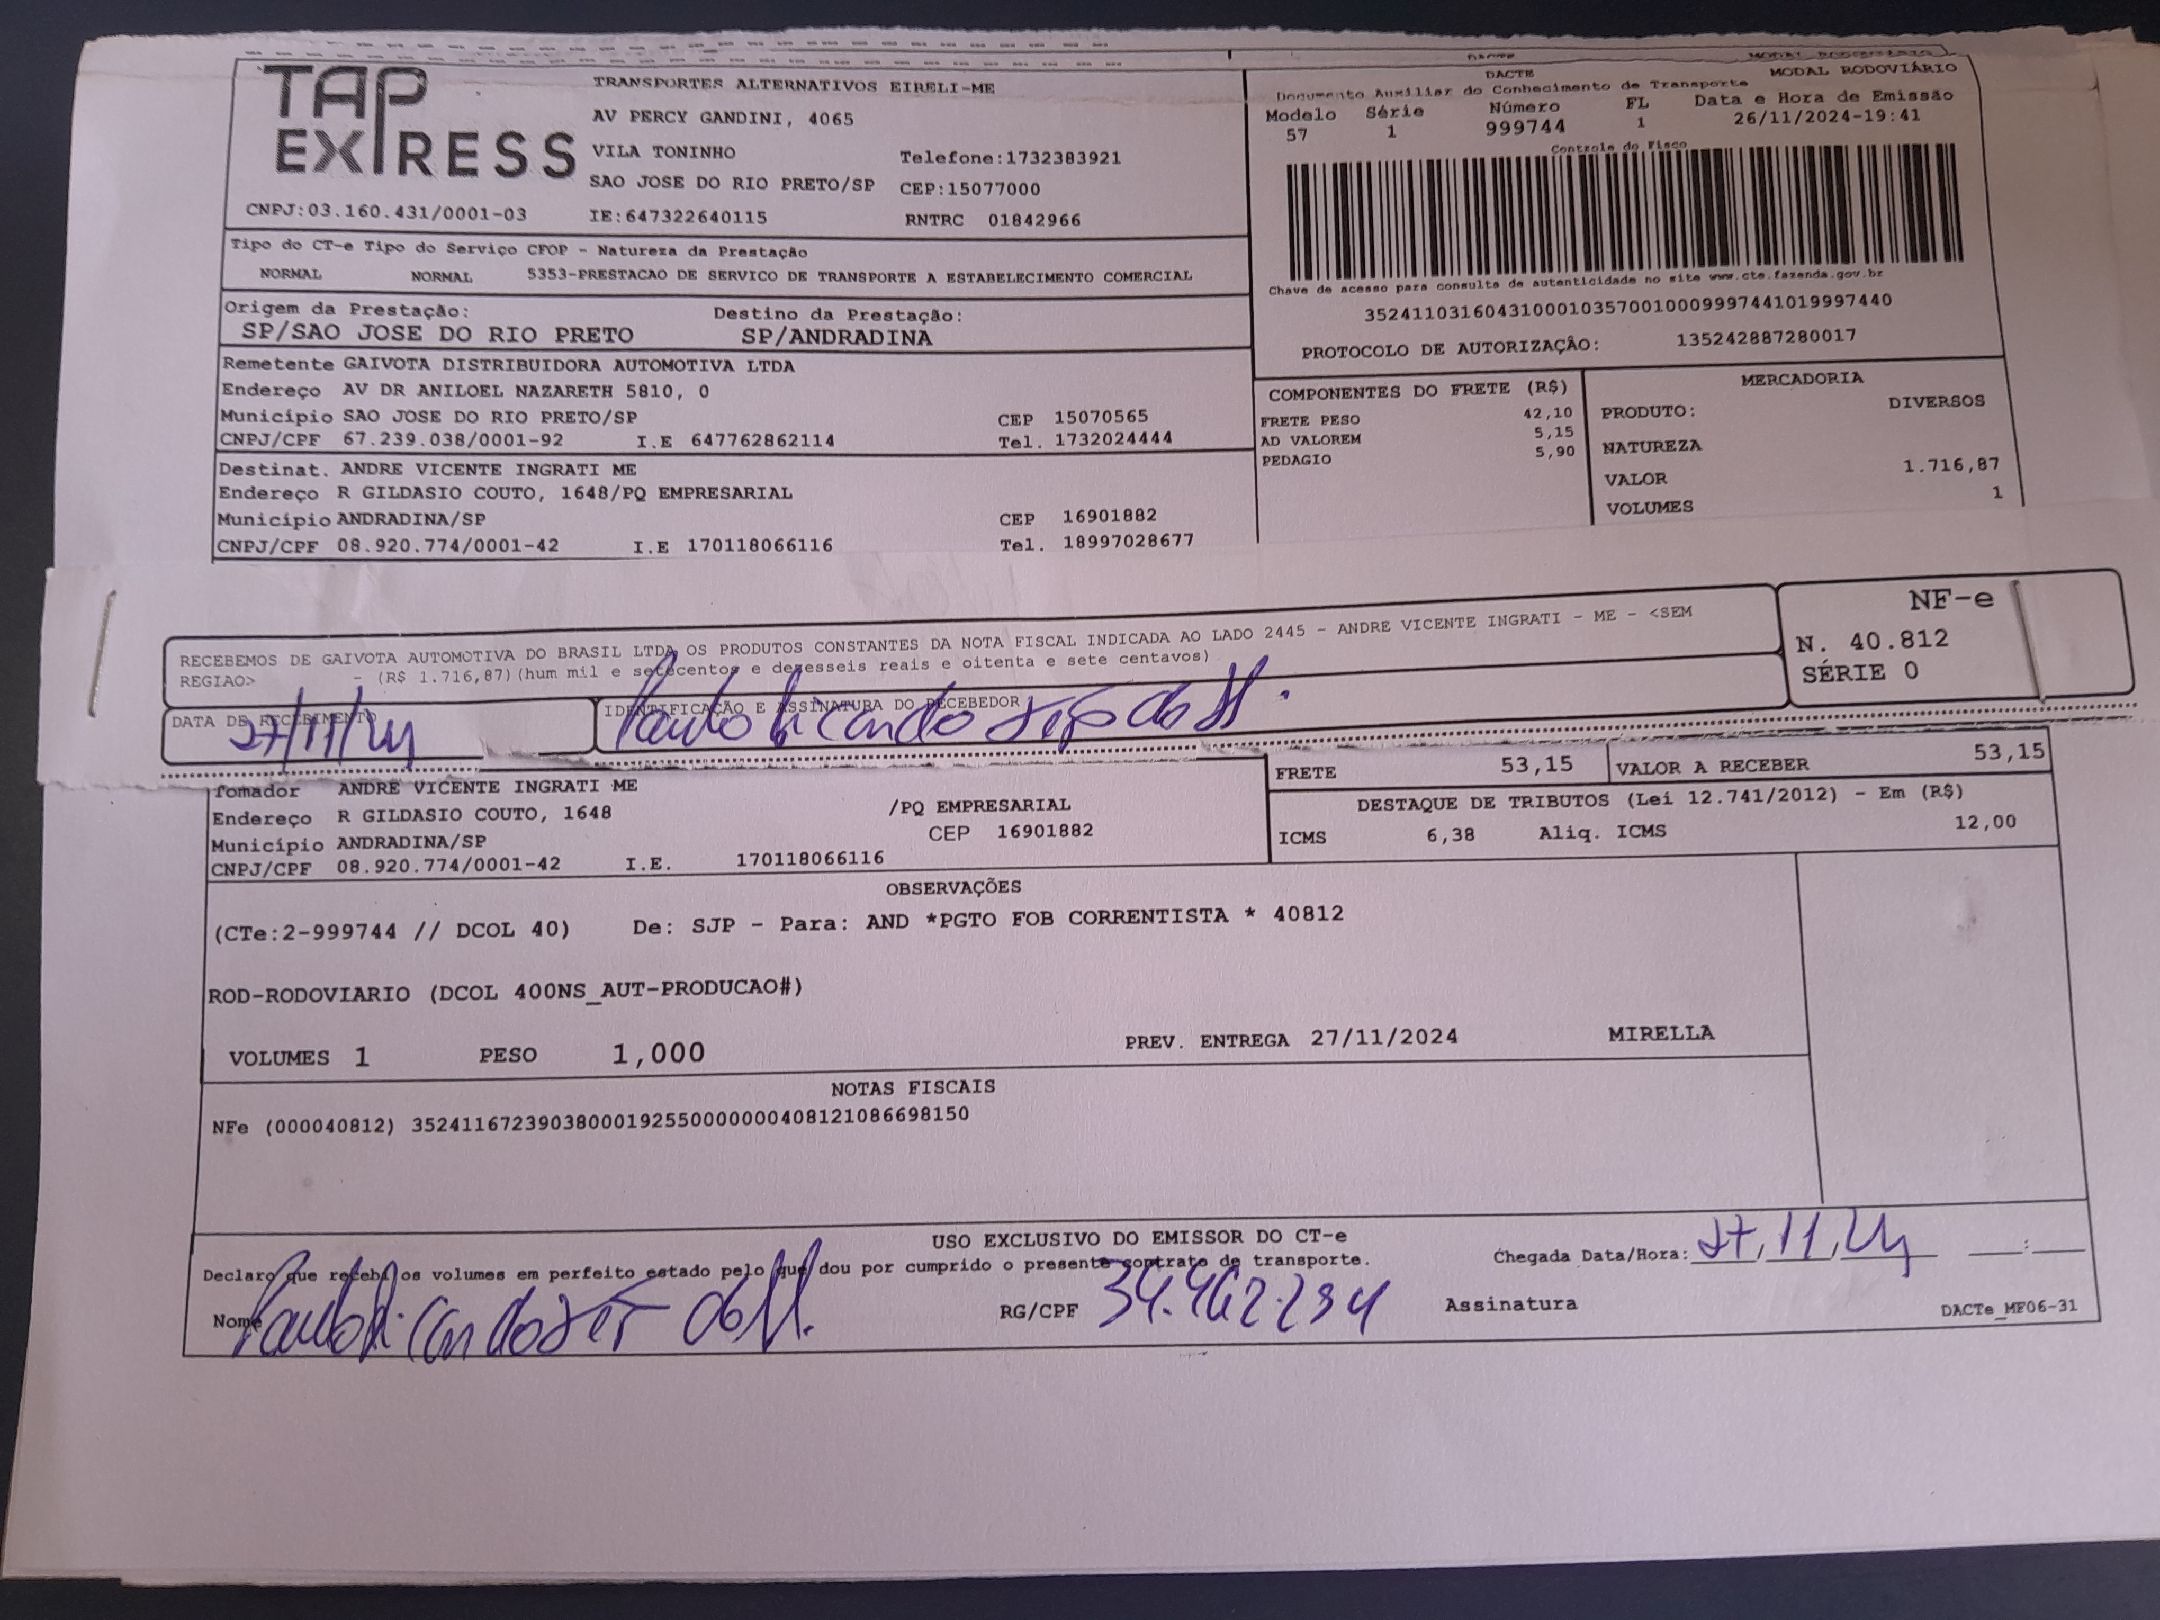 TAP EXPRESS
TRANSPORTES ALTERNATIVOS EIRELI-ME
AV PERCY GANDINI, 4065
VILA TONINHO
Telefone:1732383921
SAO JOSE DO RIO PRETO/SP CEP:15077000
CNPJ:03.160.431/0001-03 IE:647322640115 RNTRC 01842966
DACTE MODAL RODOVIÁRIO
Documento Auxiliar do Conhecimento de Transporte
Modelo Série Número FL Data e Hora de Emissão
57 1 999744 1 26/11/2024-19:41
Controle do Fisco
Chave de acesso para consulta de autenticidade no site www.cte.fazenda.gov.br
35241103160431000103570010009997441019997440
PROTOCOLO DE AUTORIZAÇÃO: 135242887280017
Tipo do CT-e Tipo do Serviço CFOP - Natureza da Prestação
NORMAL NORMAL 5353-PRESTACAO DE SERVICO DE TRANSPORTE A ESTABELECIMENTO COMERCIAL
Origem da Prestação: Destino da Prestação:
SP/SAO JOSE DO RIO PRETO SP/ANDRADINA
Remetente GAIVOTA DISTRIBUIDORA AUTOMOTIVA LTDA
Endereço AV DR ANILOEL NAZARETH 5810, 0
Município SAO JOSE DO RIO PRETO/SP CEP 15070565
CNPJ/CPF 67.239.038/0001-92 I.E 647762862114 Tel. 1732024444
Destinat. ANDRE VICENTE INGRATI ME
Endereço R GILDASIO COUTO, 1648/PQ EMPRESARIAL
Município ANDRADINA/SP CEP 16901882
CNPJ/CPF 08.920.774/0001-42 I.E 170118066116 Tel. 18997028677
COMPONENTES DO FRETE (R$)
FRETE PESO 42,10
AD VALOREM 5,15
PEDAGIO 5,90
MERCADORIA
PRODUTO: DIVERSOS
NATUREZA
VALOR 1.716,87
VOLUMES 1
RECEBEMOS DE GAIVOTA AUTOMOTIVA DO BRASIL LTDA OS PRODUTOS CONSTANTES DA NOTA FISCAL INDICADA AO LADO 2445 - ANDRE VICENTE INGRATI - ME - <SEM
REGIAO> - (R$ 1.716,87)(hum mil e setecentos e dezesseis reais e oitenta e sete centavos)
NF-e
N. 40.812
SÉRIE 0
DATA DE RECEBIMENTO IDENTIFICAÇÃO E ASSINATURA DO RECEBEDOR
27/11/24 Paulo Ricardo
Tomador ANDRE VICENTE INGRATI ME
Endereço R GILDASIO COUTO, 1648 /PQ EMPRESARIAL
Município ANDRADINA/SP CEP 16901882
CNPJ/CPF 08.920.774/0001-42 I.E. 170118066116
FRETE 53,15 VALOR A RECEBER 53,15
DESTAQUE DE TRIBUTOS (Lei 12.741/2012) - Em (R$)
ICMS 6,38 Aliq. ICMS 12,00
OBSERVAÇÕES
(CTe:2-999744 // DCOL 40) De: SJP - Para: AND *PGTO FOB CORRENTISTA * 40812
ROD-RODOVIARIO (DCOL 400NS_AUT-PRODUCAO#)
VOLUMES 1 PESO 1,000 PREV. ENTREGA 27/11/2024 MIRELLA
NOTAS FISCAIS
NFe (000040812) 35241167239038000192550000000408121086698150
USO EXCLUSIVO DO EMISSOR DO CT-e
Declaro que recebi os volumes em perfeito estado pelo que dou por cumprido o presente contrato de transporte. Chegada Data/Hora: 27/11/24
Nome Paulo Ricardo RG/CPF 34.462.234 Assinatura
DACTe_MF06-31